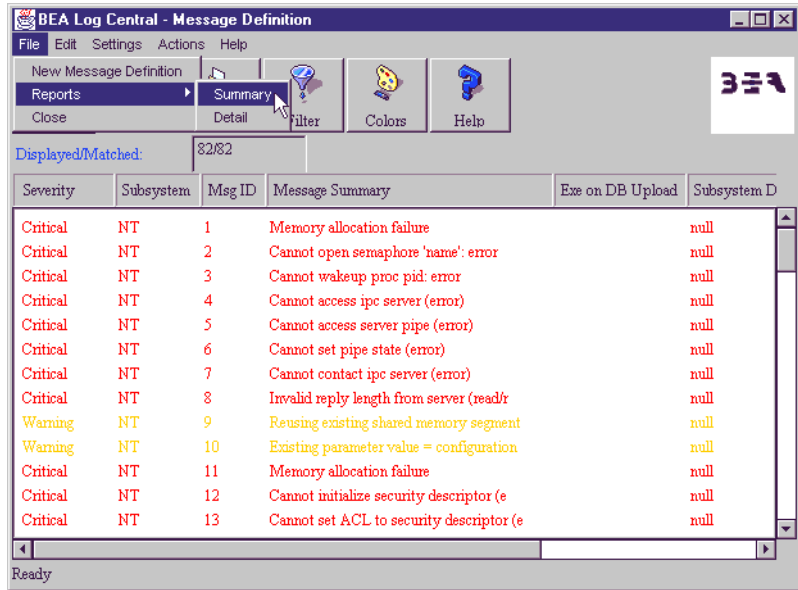 BEA Log Central - Message Definition
File Edit Settings Actions Help
New Message Definition
Reports Summary
Close Detail
Filter Colors Help
BEA
Displayed/Matched: 82/82
Severity Subsystem Msg ID Message Summary Exe on DB Upload Subsystem D
Critical NT 1 Memory allocation failure null
Critical NT 2 Cannot open semaphore 'name': error null
Critical NT 3 Cannot wakeup proc pid: error null
Critical NT 4 Cannot access ipc server (error) null
Critical NT 5 Cannot access server pipe (error) null
Critical NT 6 Cannot set pipe state (error) null
Critical NT 7 Cannot contact ipc server (error) null
Critical NT 8 Invalid reply length from server (read/r null
Warning NT 9 Reusing existing shared memory segment null
Warning NT 10 Existing parameter value = configuration null
Critical NT 11 Memory allocation failure null
Critical NT 12 Cannot initialize security descriptor (e null
Critical NT 13 Cannot set ACL to security descriptor (e null
Ready